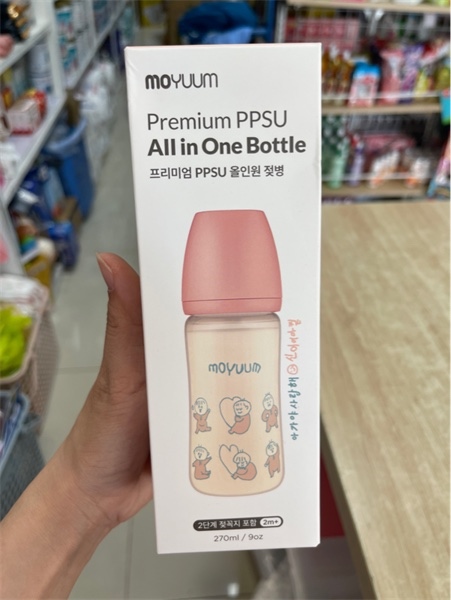 moyuum
Premium PPSU
All in One Bottle
프리미엄 PPSU 올인원 젖병
moyuum
2단계 젖꼭지 포함 2m+
270ml / 9oz